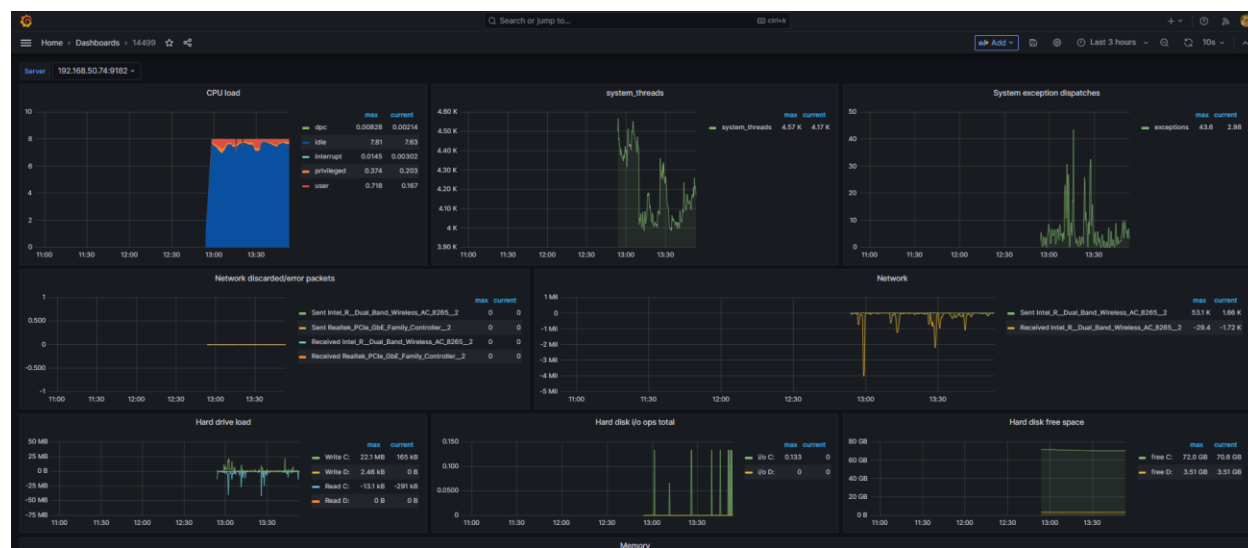 Search or jump to... ctrl+k
Home › Dashboards › 14499 Add Last 3 hours 10s
Server 192.168.50.74:9182
CPU load
10
8
6
4
2
0
11:00 11:30 12:00 12:30 13:00 13:30
max current
dpc 0.00828 0.00214
idle 7.81 7.63
interrupt 0.0145 0.00302
privileged 0.374 0.203
user 0.718 0.167
system_threads
4.60 K
4.50 K
4.40 K
4.30 K
4.20 K
4.10 K
4 K
3.90 K
11:00 11:30 12:00 12:30 13:00 13:30
max current
system_threads 4.57 K 4.17 K
System exception dispatches
50
40
30
20
10
0
11:00 11:30 12:00 12:30 13:00 13:30
max current
exceptions 43.6 2.98
Network discarded/error packets
1
0.500
0
-0.500
-1
11:00 11:30 12:00 12:30 13:00 13:30
max current
Sent Intel_R__Dual_Band_Wireless_AC_8265__2 0 0
Sent Realtek_PCIe_GbE_Family_Controller__2 0 0
Received Intel_R__Dual_Band_Wireless_AC_8265__2 0 0
Received Realtek_PCIe_GbE_Family_Controller__2 0 0
Network
1 Mil
0
-1 Mil
-2 Mil
-3 Mil
-4 Mil
-5 Mil
11:00 11:30 12:00 12:30 13:00 13:30
max current
Sent Intel_R__Dual_Band_Wireless_AC_8265__2 53.1 K 1.66 K
Received Intel_R__Dual_Band_Wireless_AC_8265__2 -29.4 -1.72 K
Hard drive load
50 MB
25 MB
0 B
-25 MB
-50 MB
-75 MB
11:00 11:30 12:00 12:30 13:00 13:30
max current
Write C: 22.1 MB 165 kB
Write D: 2.46 kB 0 B
Read C: -13.1 kB -291 kB
Read D: 0 B 0 B
Hard disk i/o ops total
0.150
0.100
0.0500
0
11:00 11:30 12:00 12:30 13:00 13:30
max current
i/o C: 0.133 0
i/o D: 0 0
Hard disk free space
80 GB
60 GB
40 GB
20 GB
0 B
11:00 11:30 12:00 12:30 13:00 13:30
max current
free C: 72.0 GB 70.6 GB
free D: 3.51 GB 3.51 GB
Memory